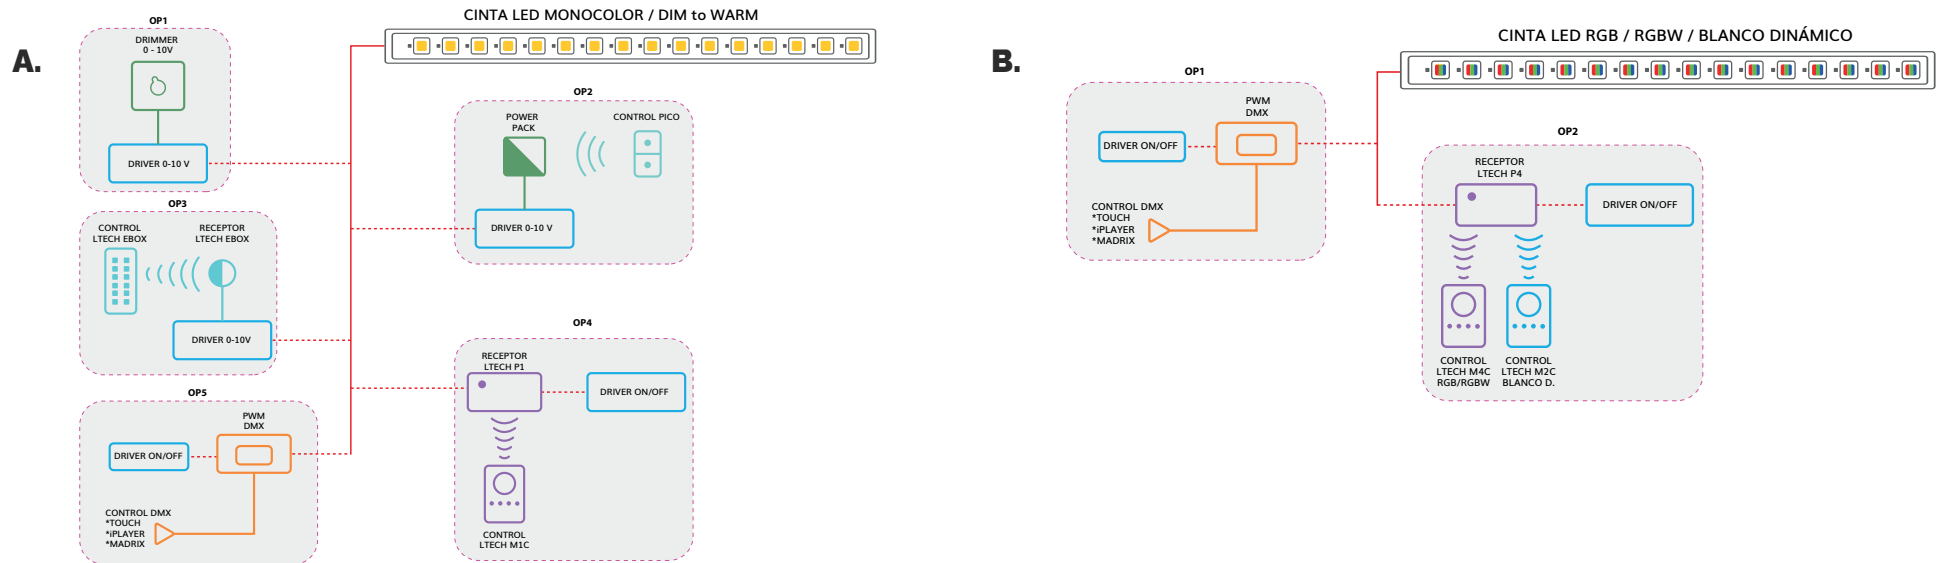 A.
CINTA LED MONOCOLOR / DIM to WARM
OP1
DRIMMER
0 - 10V
DRIVER 0-10 V
OP2
POWER
PACK
CONTROL PICO
DRIVER 0-10 V
OP3
CONTROL
LTECH EBOX
RECEPTOR
LTECH EBOX
DRIVER 0-10V
OP4
RECEPTOR
LTECH P1
DRIVER ON/OFF
CONTROL
LTECH M1C
OP5
PWM
DMX
DRIVER ON/OFF
CONTROL DMX
*TOUCH
*iPLAYER
*MADRIX
B.
CINTA LED RGB / RGBW / BLANCO DINÁMICO
OP1
PWM
DMX
DRIVER ON/OFF
CONTROL DMX
*TOUCH
*iPLAYER
*MADRIX
OP2
RECEPTOR
LTECH P4
DRIVER ON/OFF
CONTROL
LTECH M4C
RGB/RGBW
CONTROL
LTECH M2C
BLANCO D.